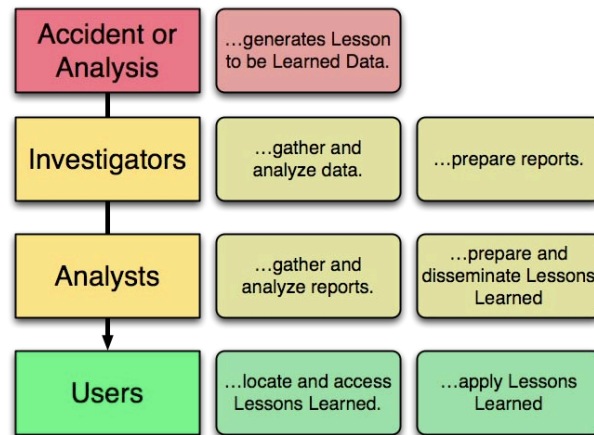 Accident or
Analysis
…generates Lesson
to be Learned Data.
Investigators
…gather and
analyze data.
…prepare reports.
Analysts
…gather and
analyze reports.
…prepare and
disseminate Lessons
Learned
Users
…locate and access
Lessons Learned.
…apply Lessons
Learned